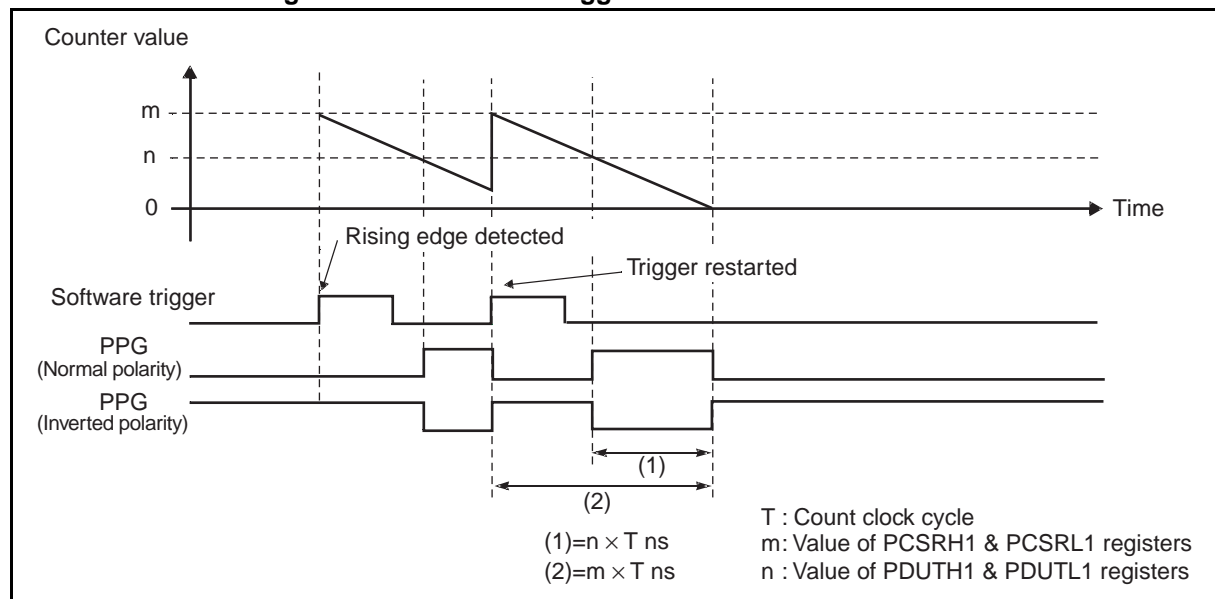 Counter value
m
n
0
Time
Rising edge detected
Trigger restarted
Software trigger
PPG
(Normal polarity)
PPG
(Inverted polarity)
(1)
(2)
(1)=n × T ns
(2)=m × T ns
T : Count clock cycle
m: Value of PCSRH1 & PCSRL1 registers
n : Value of PDUTH1 & PDUTL1 registers